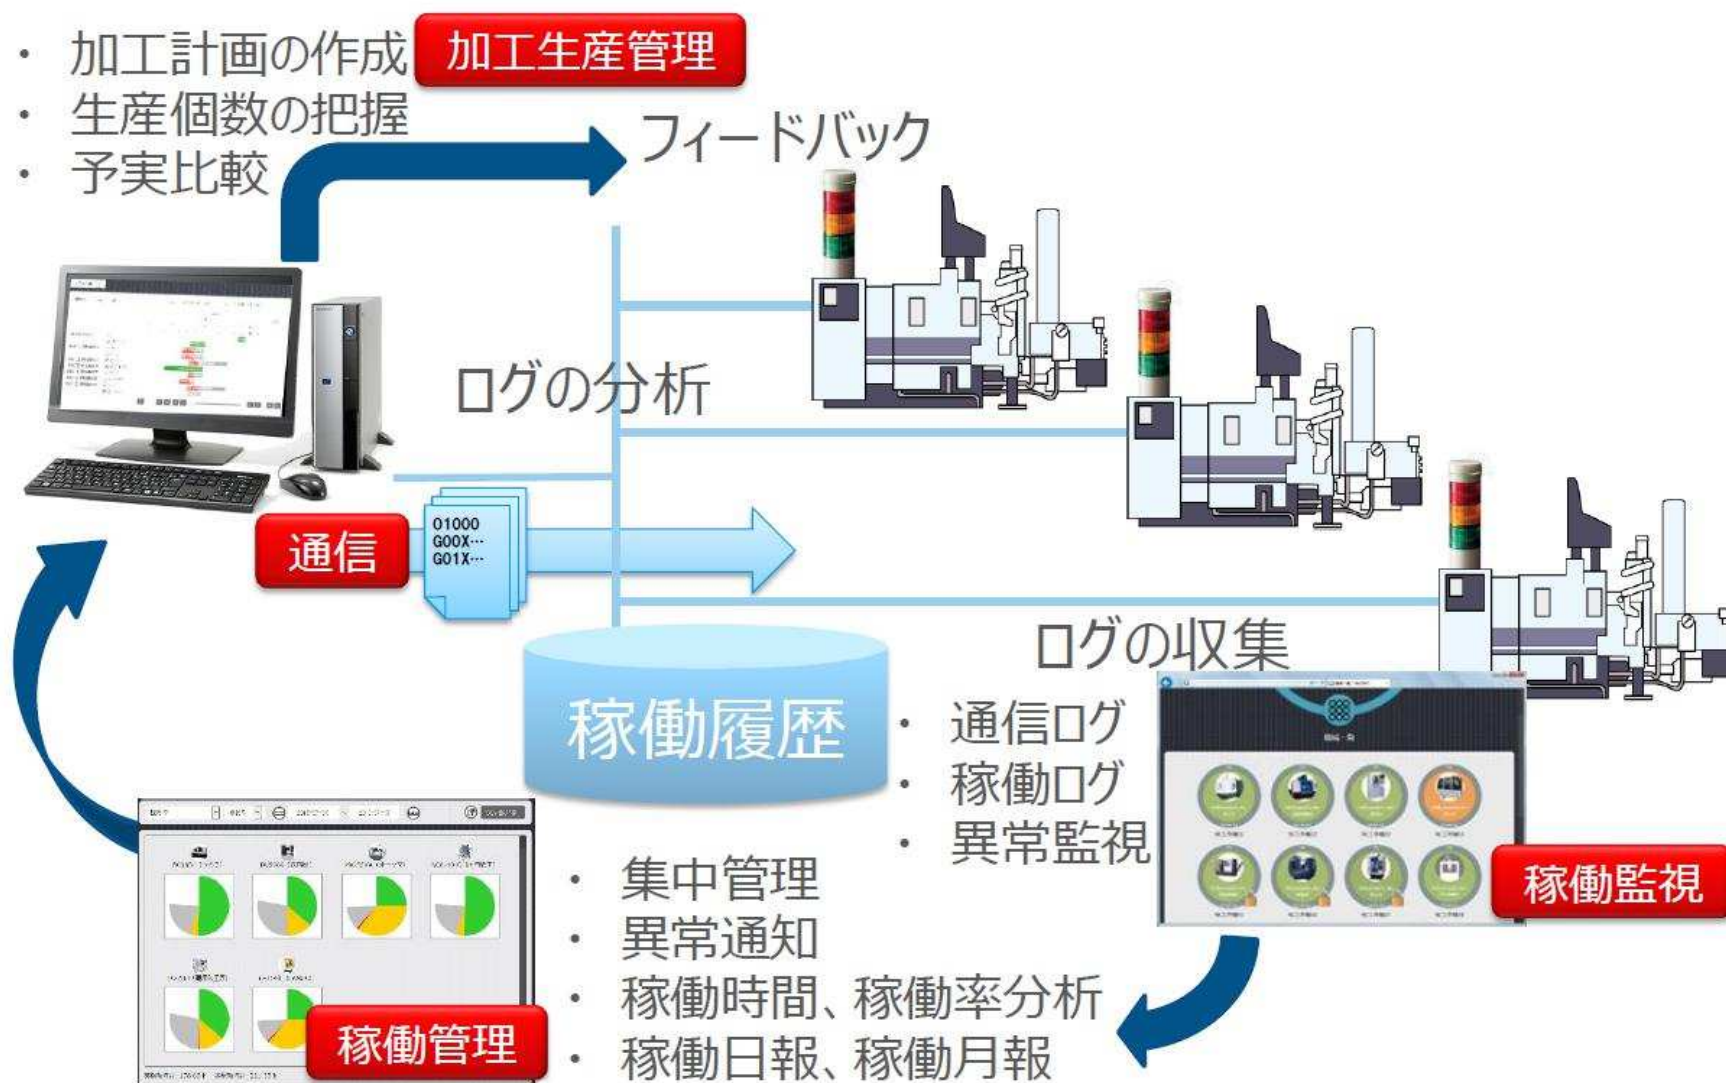 ・ 加工計画の作成
・ 生産個数の把握
・ 予実比較
加工生産管理
フィードバック
ログの分析
通信
O1000
G00X…
G01X…
稼働履歴
ログの収集
・ 通信ログ
・ 稼働ログ
・ 異常監視
稼働監視
・ 集中管理
・ 異常通知
・ 稼働時間、稼働率分析
・ 稼働日報、稼働月報
稼働管理